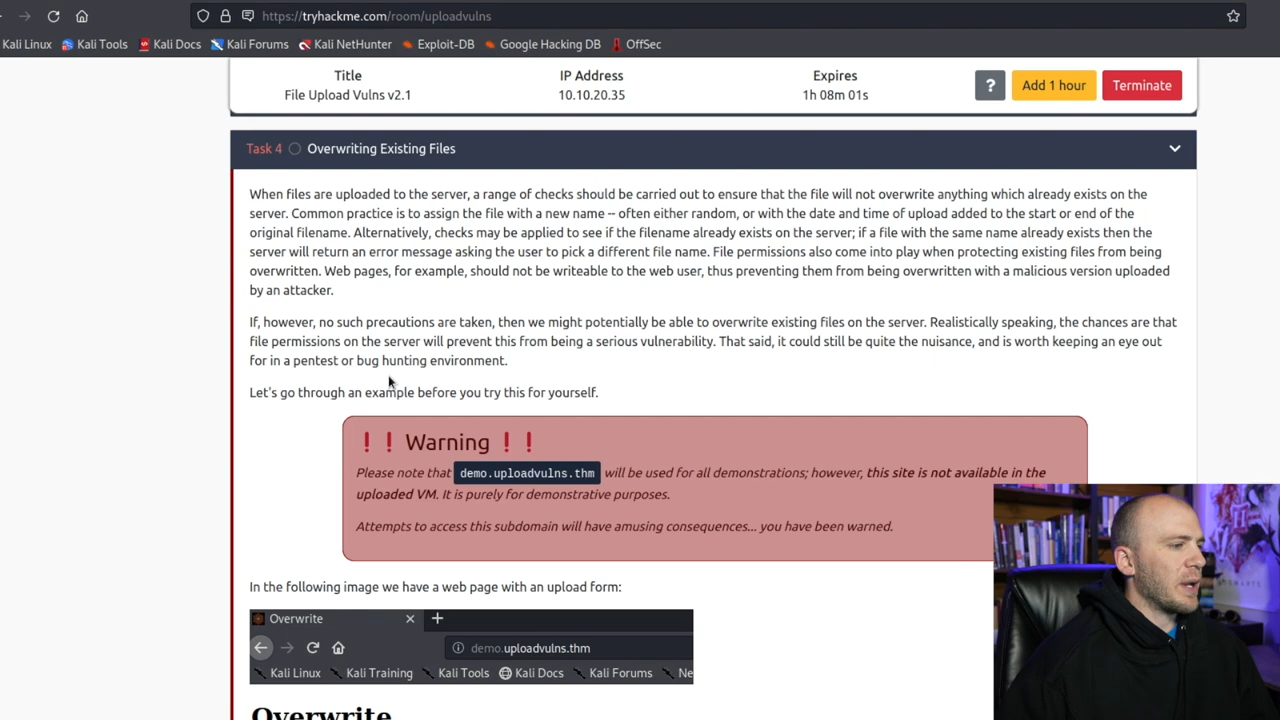 https://tryhackme.com/room/uploadvulns
Kali Linux Kali Tools Kali Docs Kali Forums Kali NetHunter Exploit-DB Google Hacking DB OffSec
Title IP Address Expires
File Upload Vulns v2.1 10.10.20.35 1h 08m 01s ? Add 1 hour Terminate
Task 4 Overwriting Existing Files
When files are uploaded to the server, a range of checks should be carried out to ensure that the file will not overwrite anything which already exists on the
server. Common practice is to assign the file with a new name -- often either random, or with the date and time of upload added to the start or end of the
original filename. Alternatively, checks may be applied to see if the filename already exists on the server; if a file with the same name already exists then the
server will return an error message asking the user to pick a different file name. File permissions also come into play when protecting existing files from being
overwritten. Web pages, for example, should not be writeable to the web user, thus preventing them from being overwritten with a malicious version uploaded
by an attacker.
If, however, no such precautions are taken, then we might potentially be able to overwrite existing files on the server. Realistically speaking, the chances are that
file permissions on the server will prevent this from being a serious vulnerability. That said, it could still be quite the nuisance, and is worth keeping an eye out
for in a pentest or bug hunting environment.
Let's go through an example before you try this for yourself.
!! Warning !!
Please note that demo.uploadvulns.thm will be used for all demonstrations; however, this site is not available in the
uploaded VM. It is purely for demonstrative purposes.
Attempts to access this subdomain will have amusing consequences... you have been warned.
In the following image we have a web page with an upload form:
Overwrite
demo.uploadvulns.thm
Kali Linux Kali Training Kali Tools Kali Docs Kali Forums Ne
Overwrite